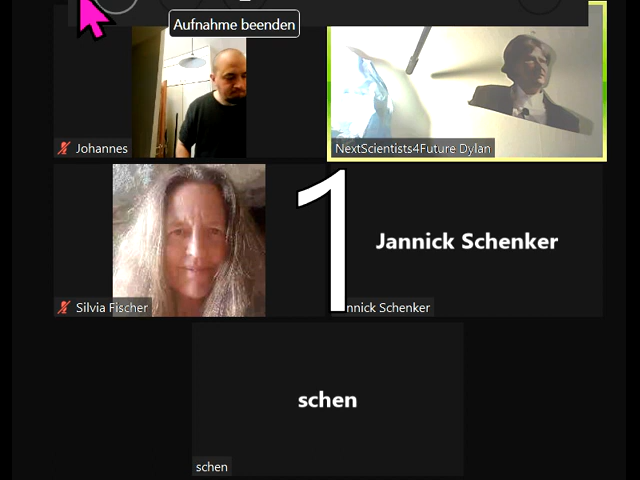 Aufnahme beenden
Johannes
NextScientists4Future Dylan
1
Jannick Schenker
Silvia Fischer
nnick Schenker
schen
schen